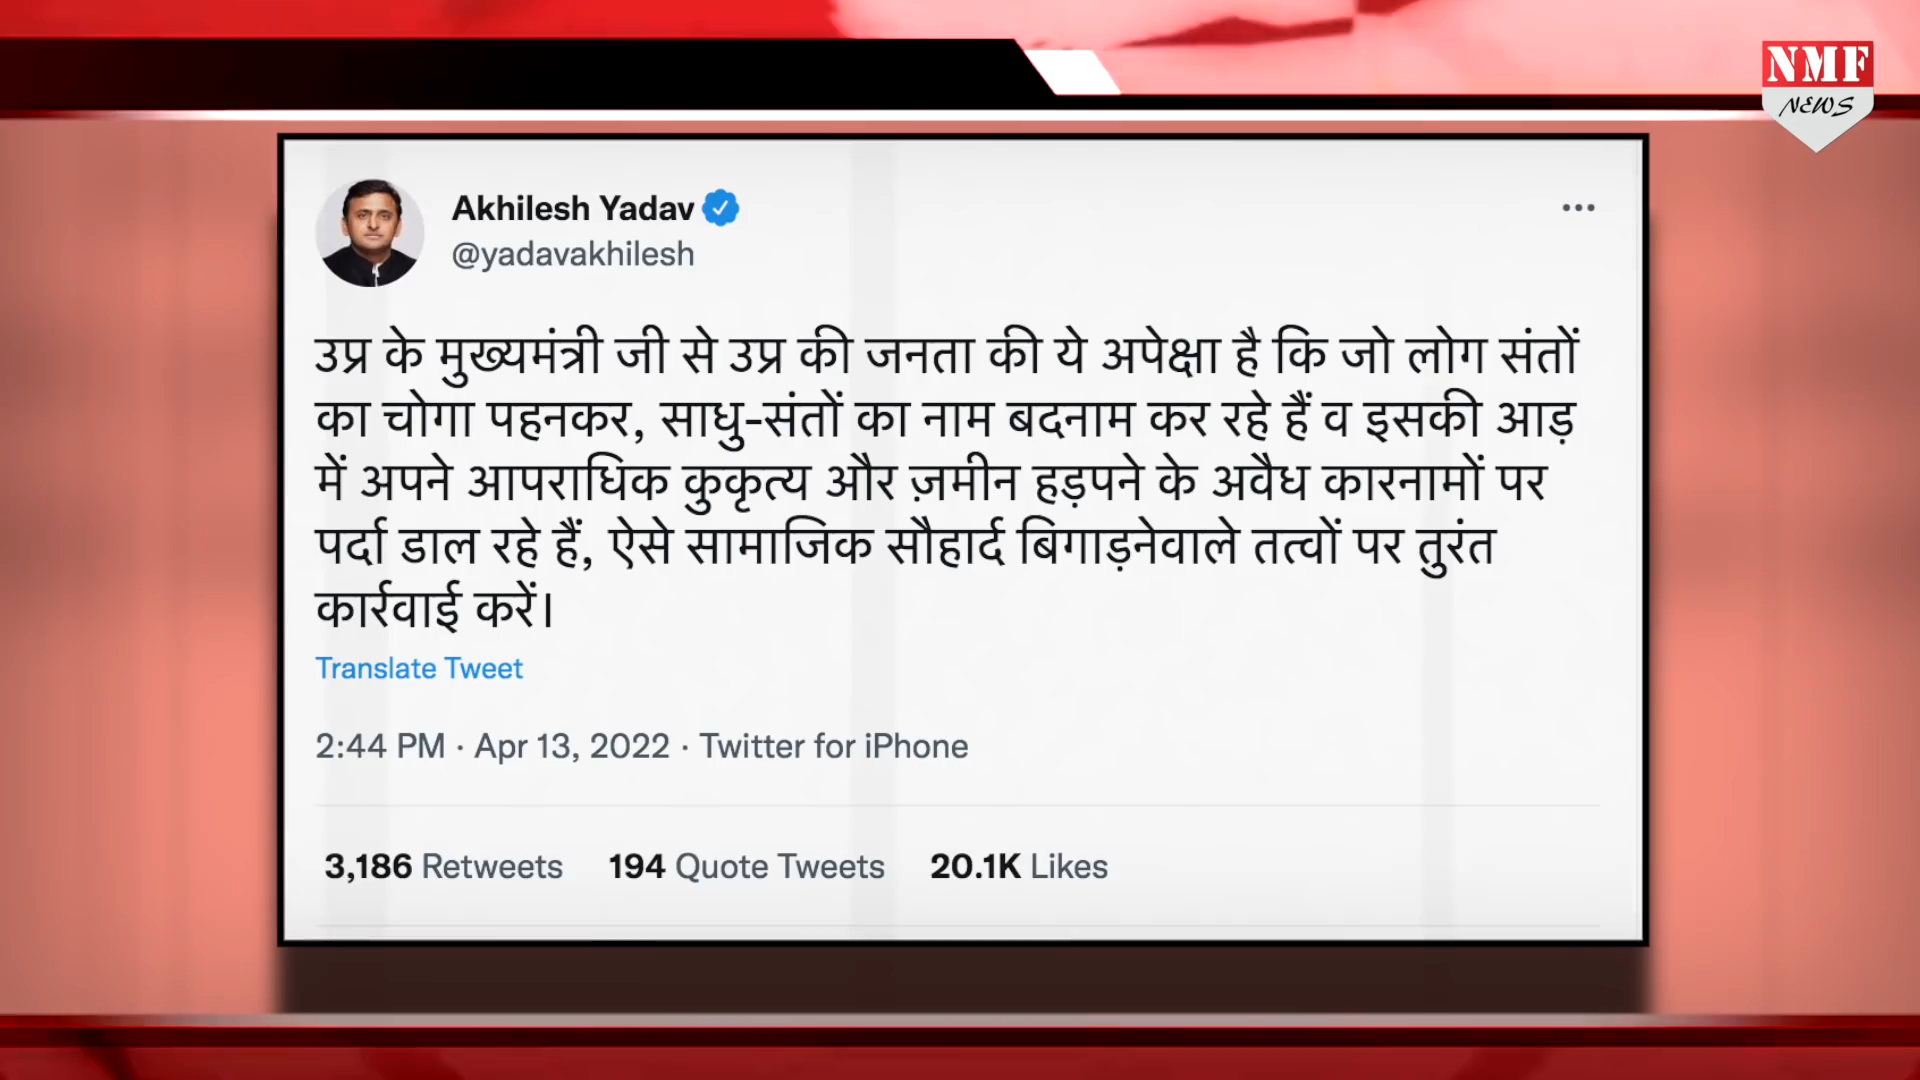 NMF
NEWS
Akhilesh Yadav
@yadavakhilesh
उप्र के मुख्यमंत्री जी से उप्र की जनता की ये अपेक्षा है कि जो लोग संतों
का चोगा पहनकर, साधु-संतों का नाम बदनाम कर रहे हैं व इसकी आड़
में अपने आपराधिक कुकृत्य और ज़मीन हड़पने के अवैध कारनामों पर
पर्दा डाल रहे हैं, ऐसे सामाजिक सौहार्द बिगाड़नेवाले तत्वों पर तुरंत
कार्रवाई करें।
Translate Tweet
2:44 PM · Apr 13, 2022 · Twitter for iPhone
3,186 Retweets 194 Quote Tweets 20.1K Likes